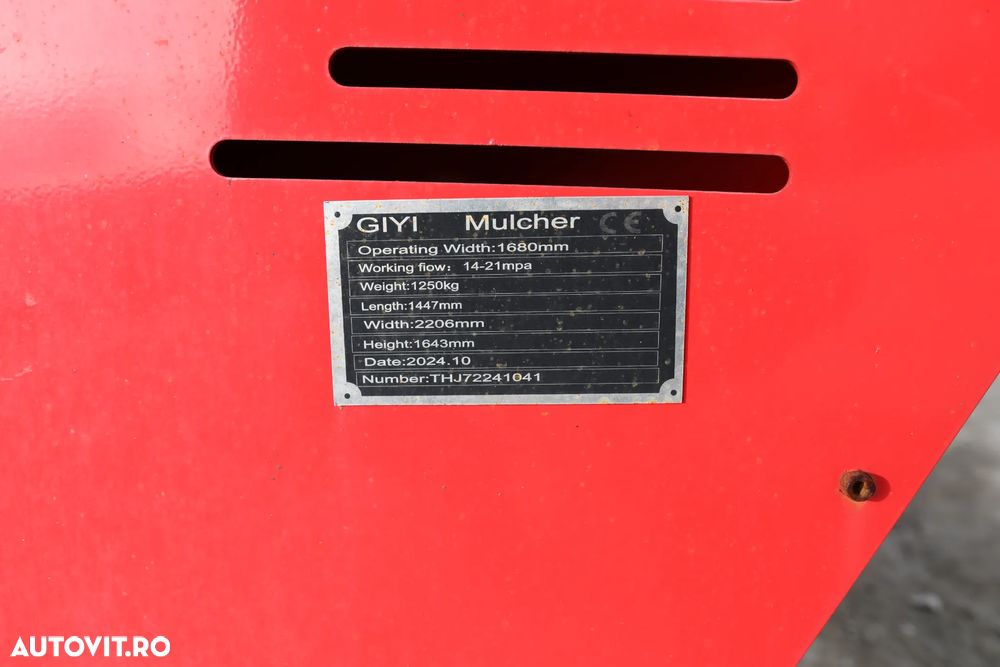 GIYI Mulcher CE
Operating Width:1680mm
Working fiow: 14-21mpa
Weight:1250kg
Length:1447mm
Width:2206mm
Height:1643mm
Date:2024.10
Number:THJ72241041
AUTOVIT.RO